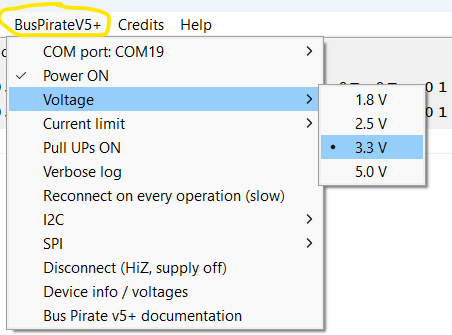 BusPirateV5+ Credits Help
COM port: COM19
Power ON
Voltage
1.8 V
Current limit
2.5 V
Pull UPs ON
3.3 V
Verbose log
5.0 V
Reconnect on every operation (slow)
I2C
SPI
Disconnect (HiZ, supply off)
Device info / voltages
Bus Pirate v5+ documentation